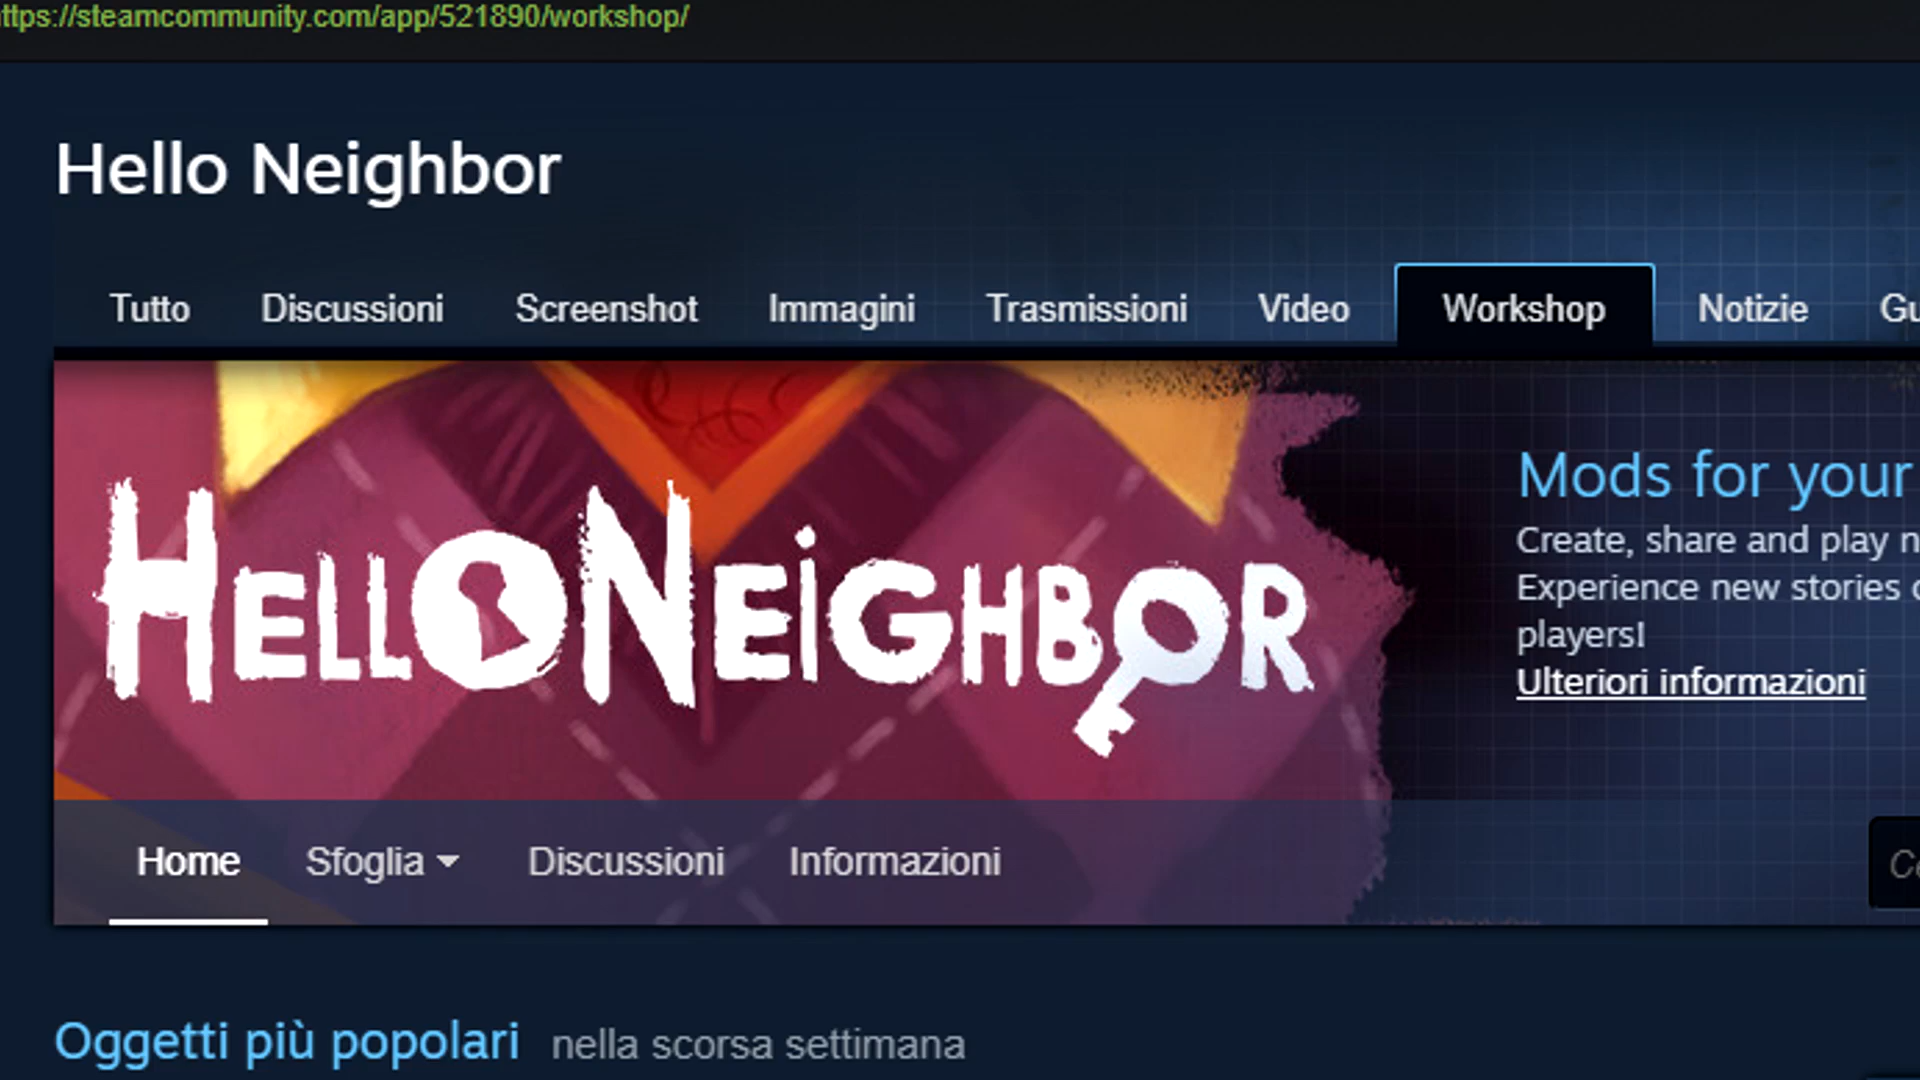 ttps://steamcommunity.com/app/521890/workshop/
Hello Neighbor
Tutto Discussioni Screenshot Immagini Trasmissioni Video Workshop Notizie Gu
HELLO NEIGHBOR
Mods for your
Create, share and play n
Experience new stories
players!
Ulteriori informazioni
Home Sfoglia Discussioni Informazioni
Ce
Oggetti più popolari nella scorsa settimana